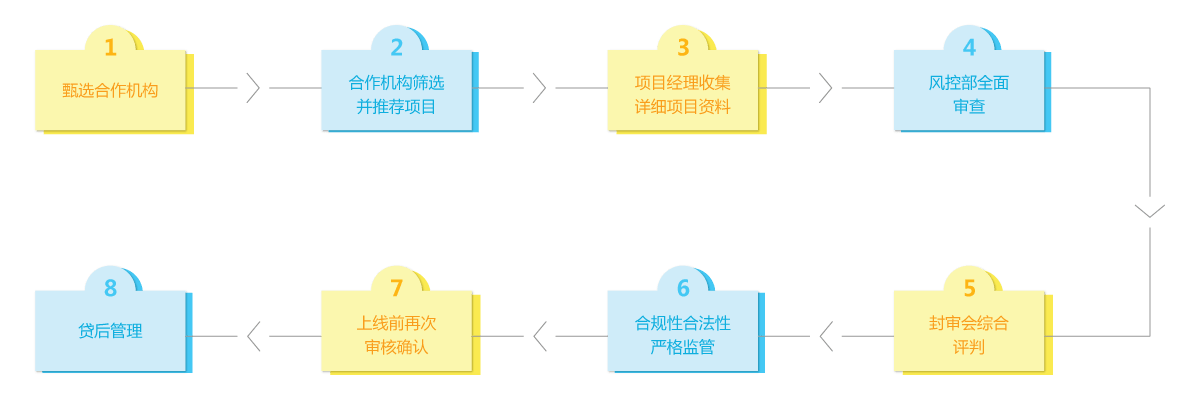 1
甄选合作机构
2
合作机构筛选
并推荐项目
3
项目经理收集
详细项目资料
4
风控部全面
审查
5
封审会综合
评判
6
合规性合法性
严格监管
7
上线前再次
审核确认
8
贷后管理